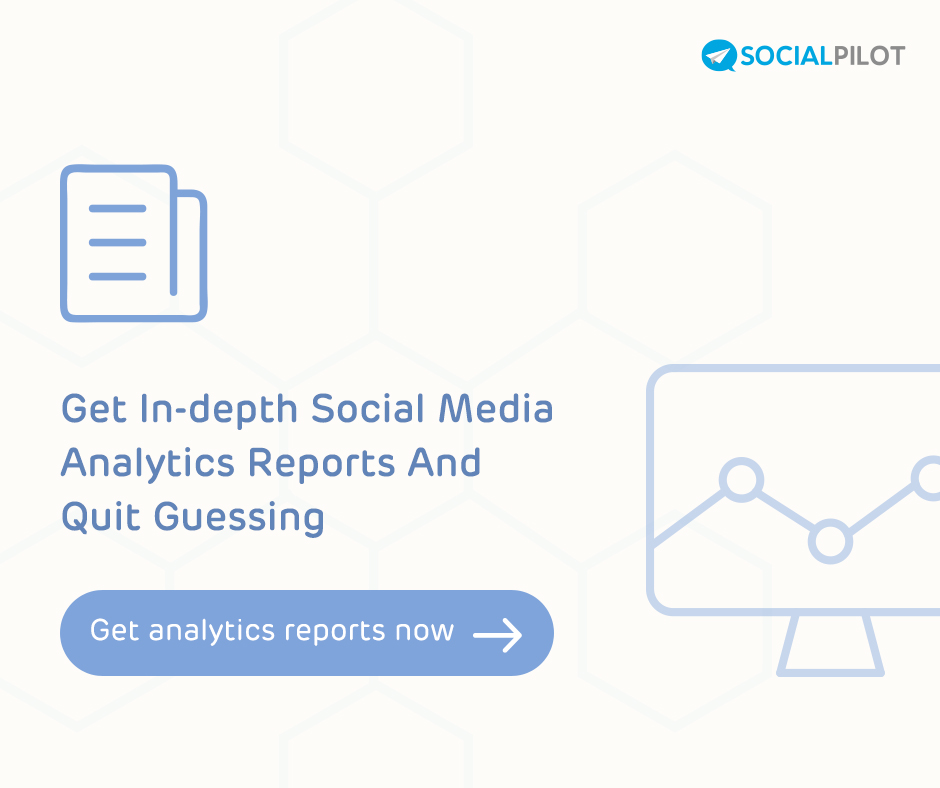 SOCIALPILOT
Get In-depth Social Media
Analytics Reports And
Quit Guessing
Get analytics reports now